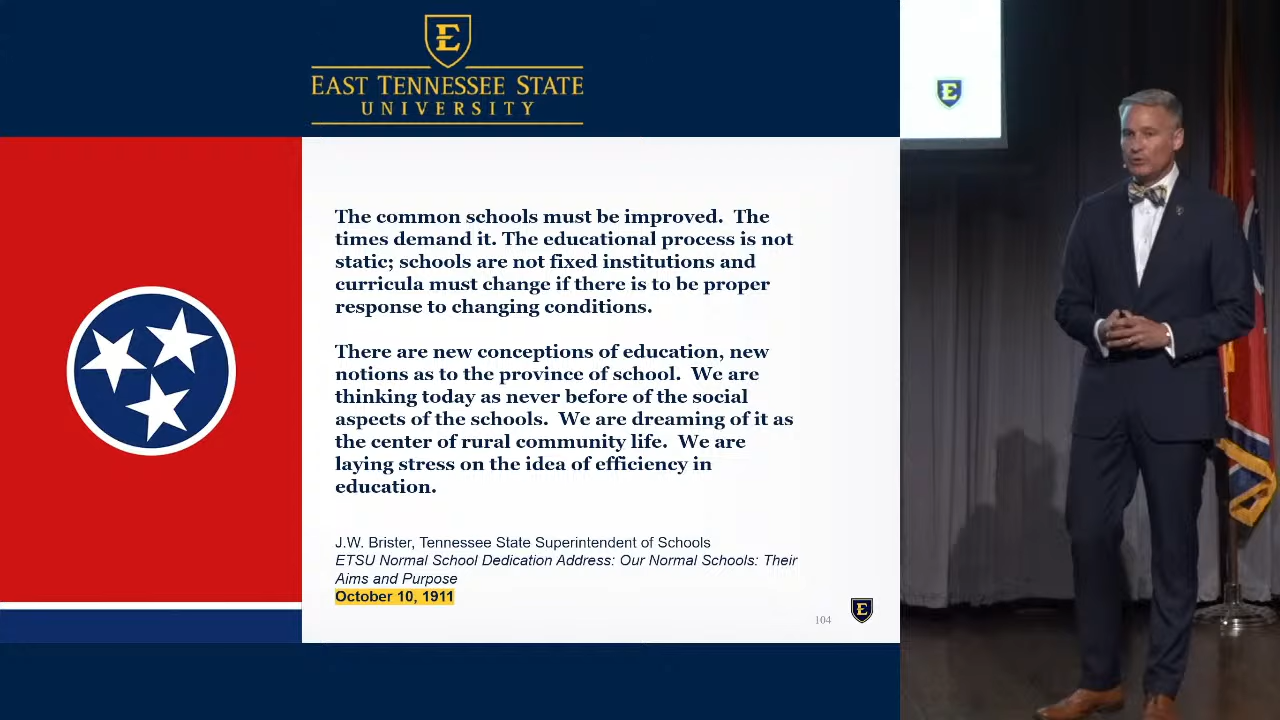 E
EAST TENNESSEE STATE
UNIVERSITY
E
The common schools must be improved.  The
times demand it. The educational process is not
static; schools are not fixed institutions and
curricula must change if there is to be proper
response to changing conditions.
There are new conceptions of education, new
notions as to the province of school.  We are
thinking today as never before of the social
aspects of the schools.  We are dreaming of it as
the center of rural community life.  We are
laying stress on the idea of efficiency in
education.
J.W. Brister, Tennessee State Superintendent of Schools
ETSU Normal School Dedication Address: Our Normal Schools: Their
Aims and Purpose
October 10, 1911
104
E